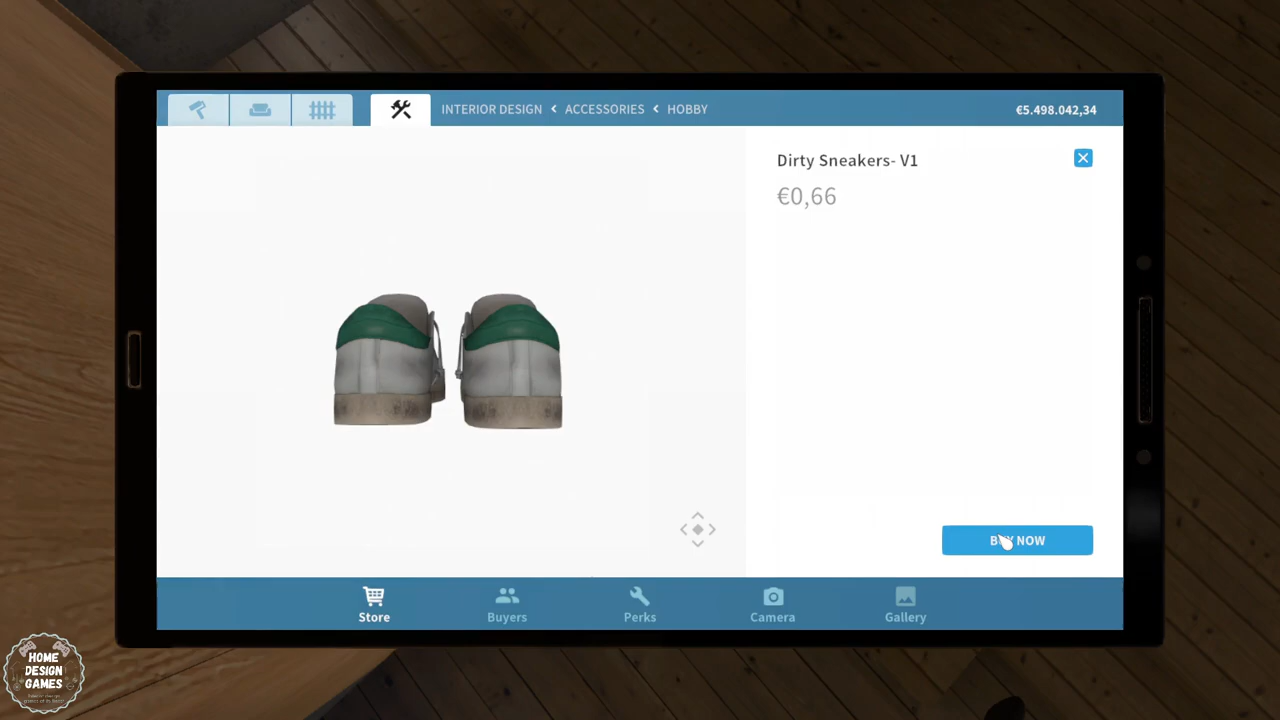 INTERIOR DESIGN < ACCESSORIES < HOBBY
€5.498.042,34
Dirty Sneakers- V1
€0,66
BUY NOW
Store
Buyers
Perks
Camera
Gallery
HOME
DESIGN
GAMES